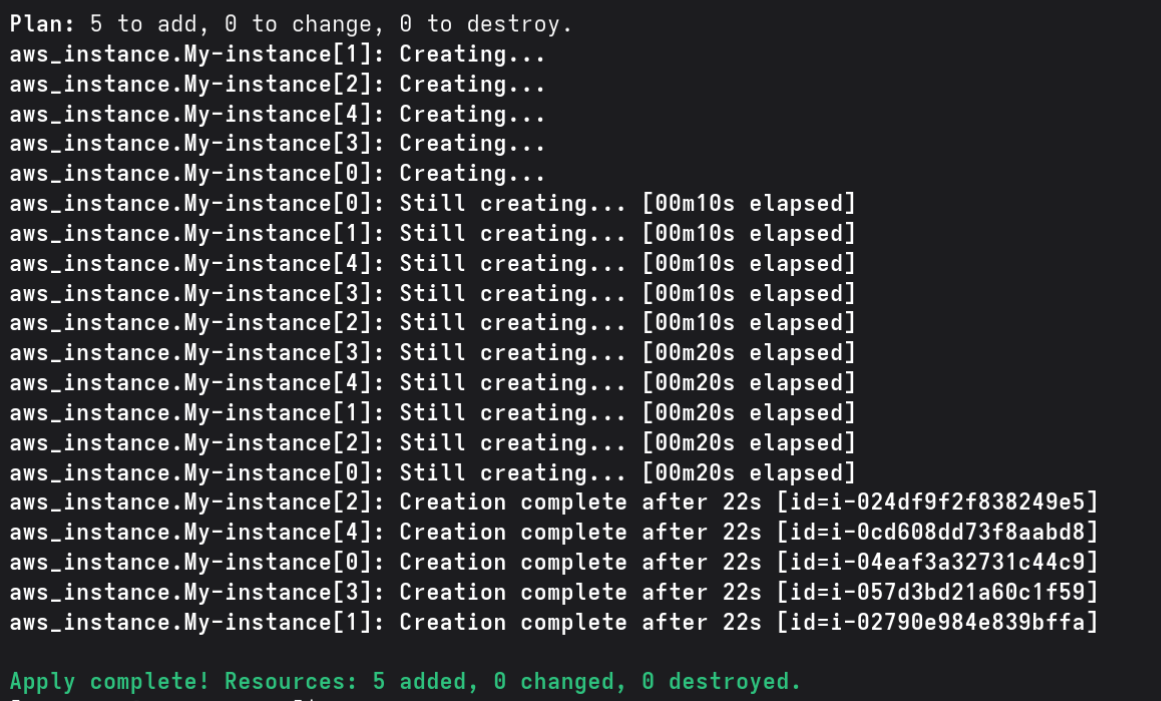 Plan: 5 to add, 0 to change, 0 to destroy.
aws_instance.My-instance[1]: Creating...
aws_instance.My-instance[2]: Creating...
aws_instance.My-instance[4]: Creating...
aws_instance.My-instance[3]: Creating...
aws_instance.My-instance[0]: Creating...
aws_instance.My-instance[0]: Still creating... [00m10s elapsed]
aws_instance.My-instance[1]: Still creating... [00m10s elapsed]
aws_instance.My-instance[4]: Still creating... [00m10s elapsed]
aws_instance.My-instance[3]: Still creating... [00m10s elapsed]
aws_instance.My-instance[2]: Still creating... [00m10s elapsed]
aws_instance.My-instance[3]: Still creating... [00m20s elapsed]
aws_instance.My-instance[4]: Still creating... [00m20s elapsed]
aws_instance.My-instance[1]: Still creating... [00m20s elapsed]
aws_instance.My-instance[2]: Still creating... [00m20s elapsed]
aws_instance.My-instance[0]: Still creating... [00m20s elapsed]
aws_instance.My-instance[2]: Creation complete after 22s [id=i-024df9f2f838249e5]
aws_instance.My-instance[4]: Creation complete after 22s [id=i-0cd608dd73f8aabd8]
aws_instance.My-instance[0]: Creation complete after 22s [id=i-04eaf3a32731c44c9]
aws_instance.My-instance[3]: Creation complete after 22s [id=i-057d3bd21a60c1f59]
aws_instance.My-instance[1]: Creation complete after 22s [id=i-02790e984e839bffa]
Apply complete! Resources: 5 added, 0 changed, 0 destroyed.